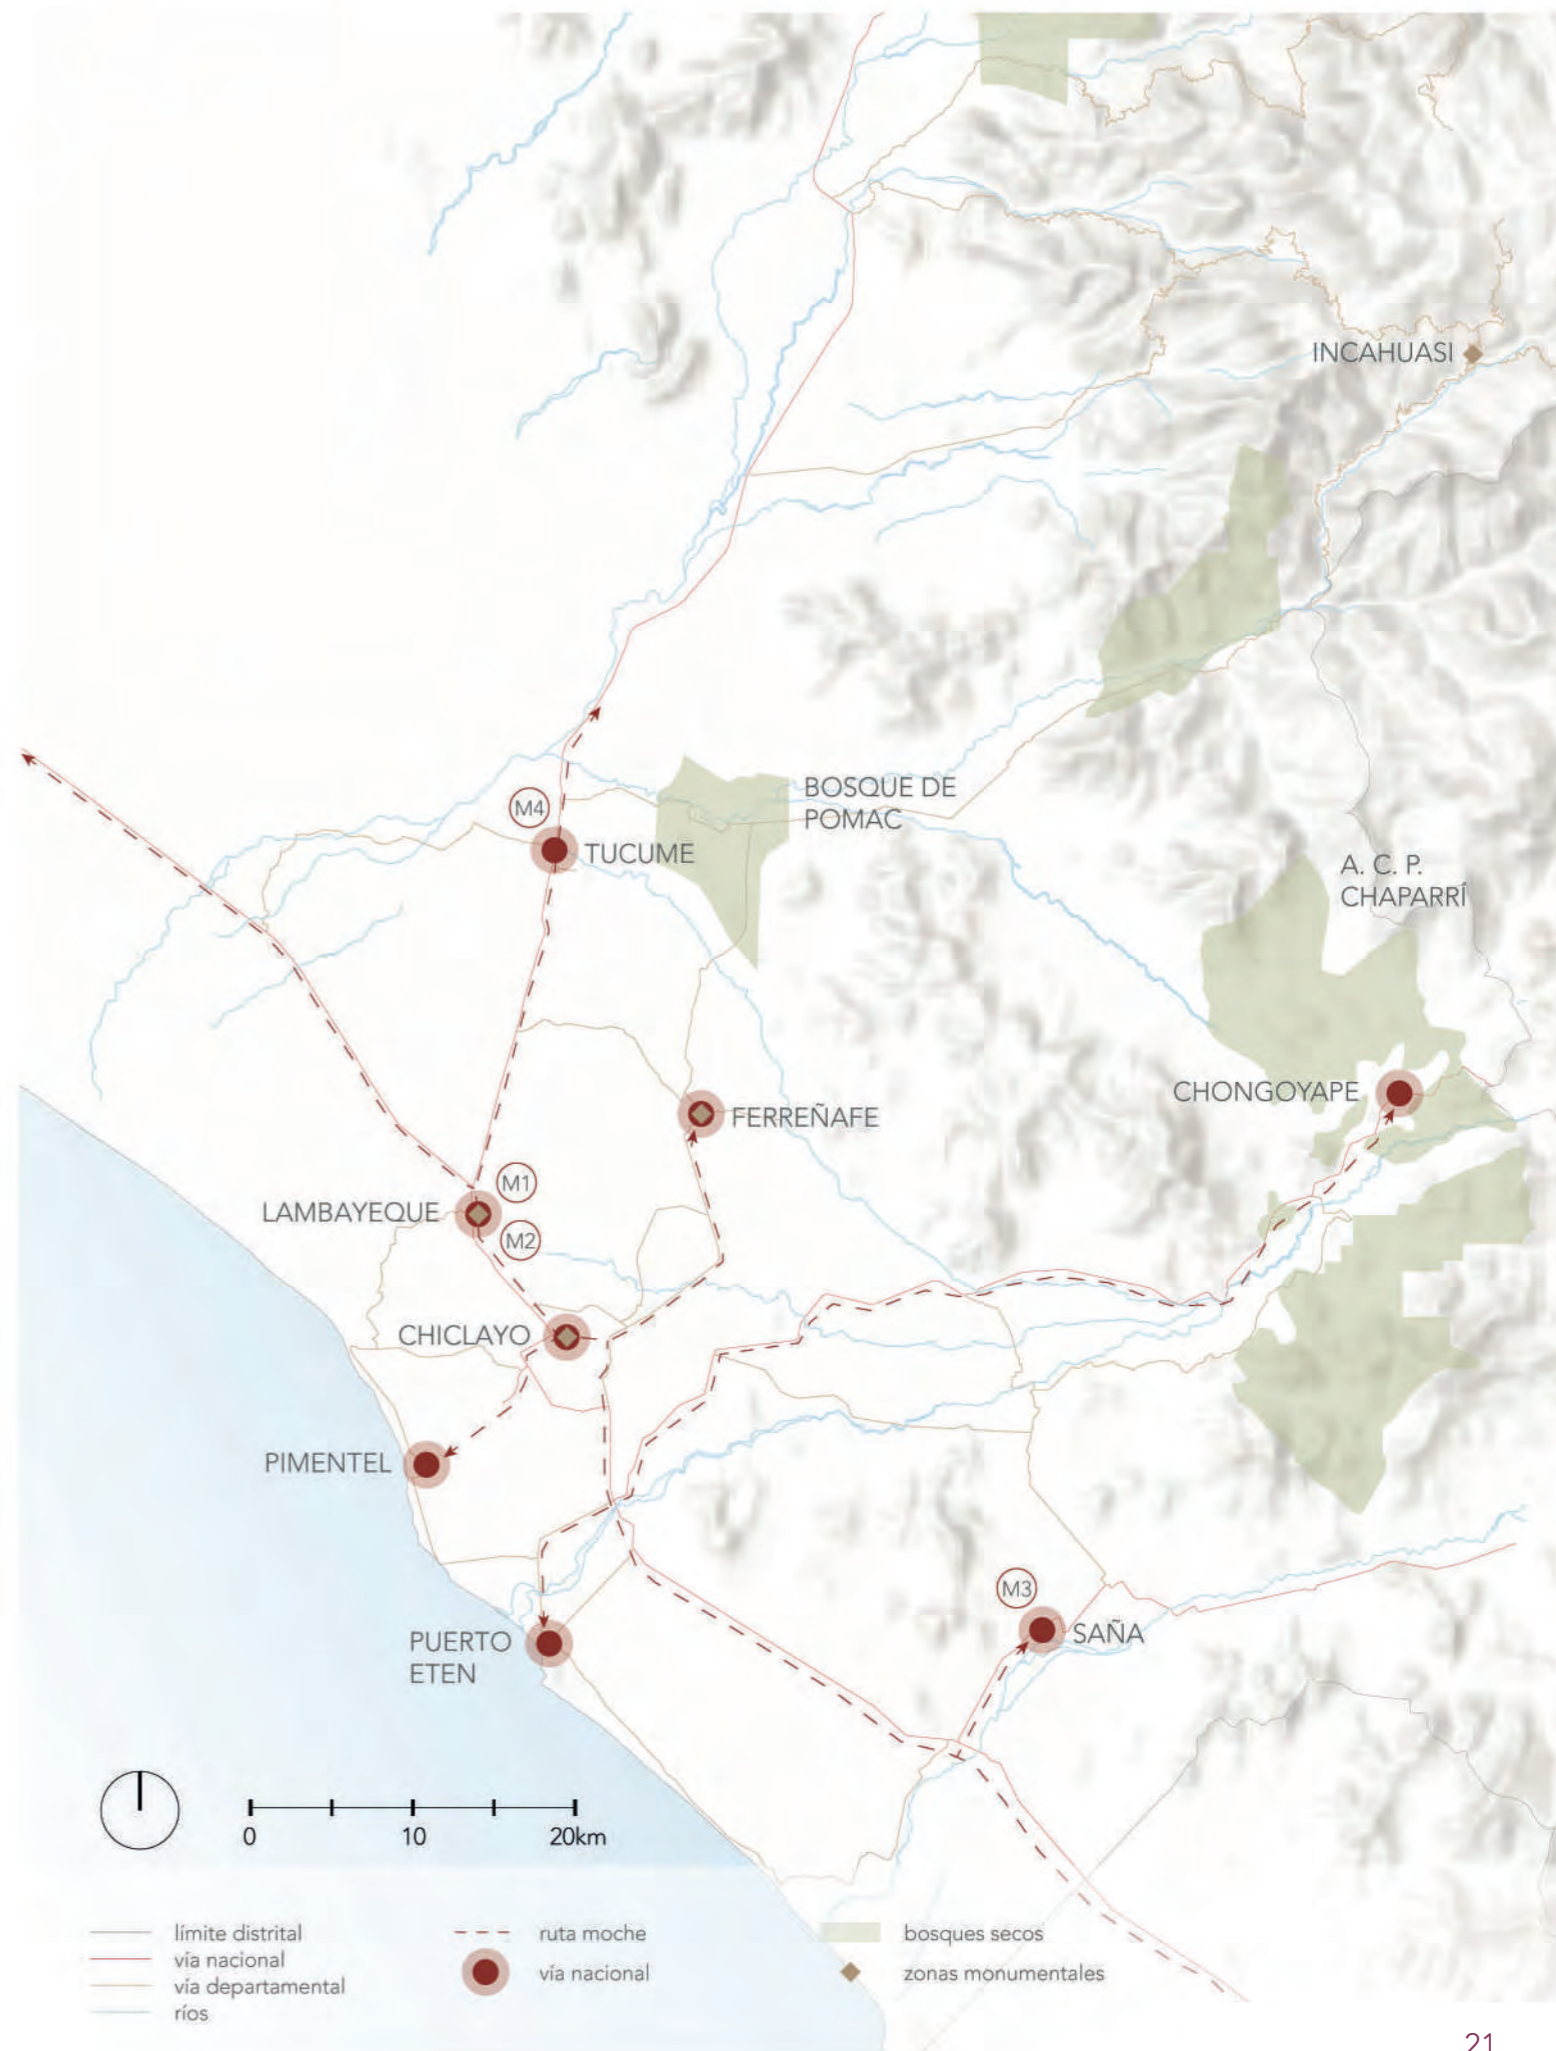 INCAHUASI
BOSQUE DE
POMAC
M4
TUCUME
A. C. P.
CHAPARRÍ
CHONGOYAPE
FERREÑAFE
M1
LAMBAYEQUE
M2
CHICLAYO
PIMENTEL
M3
SAÑA
PUERTO
ETEN
0 10 20km
límite distrital
vía nacional
vía departamental
ríos
ruta moche
vía nacional
bosques secos
zonas monumentales
21